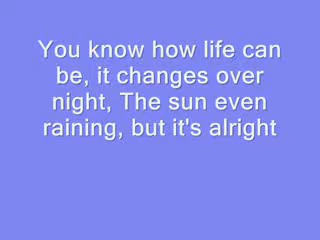 You know how life can
be, it changes over
night, The sun even
raining, but it's alright